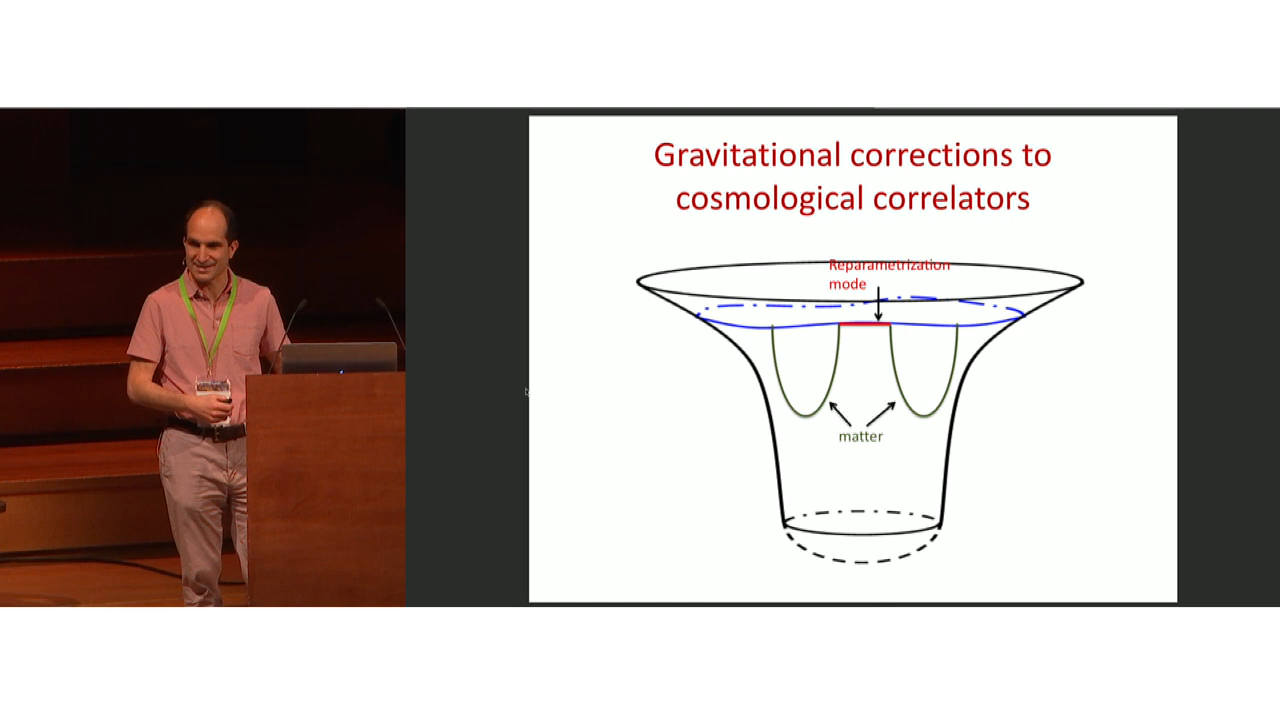 Gravitational corrections to
cosmological correlators
Reparametrization
mode
matter